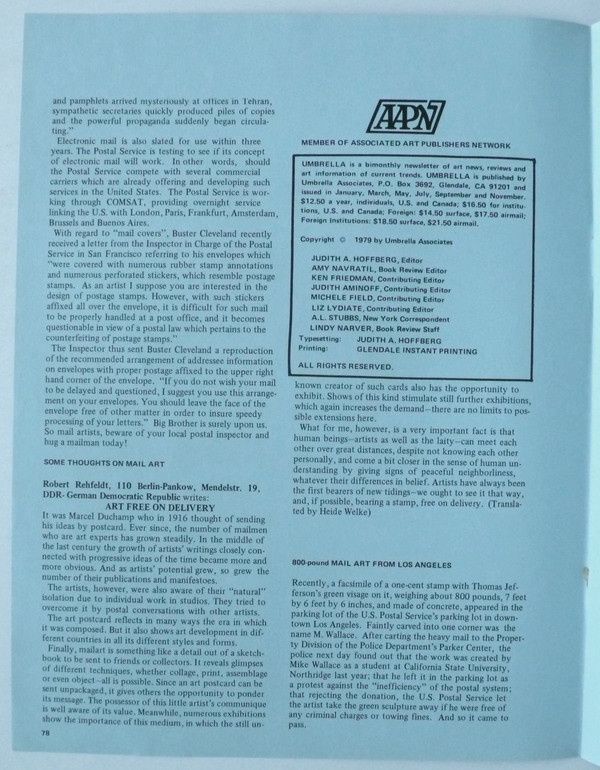 and pamphlets arrived mysteriously at offices in Tehran,
sympathetic secretaries quickly produced piles of copies
and the powerful propaganda suddenly began circula-
ting."
Electronic mail is also slated for use within three
years. The Postal Service is testing to see if its concept
of electronic mail will work. In other words, should
the Postal Service compete with several commercial
carriers which are already offering and developing such
services in the United States. The Postal Service is wor-
king through COMSAT, providing overnight service
linking the U.S. with London, Paris, Frankfurt, Amsterdam,
Brussels and Buenos Aires.
With regard to "mail covers", Buster Cleveland recently
received a letter from the Inspector in Charge of the Postal
Service in San Francisco referring to his envelopes which
"were covered with numerous rubber stamp annotations
and numerous perforated stickers, which resemble postage
stamps. As an artist I suppose you are interested in the
design of postage stamps. However, with such stickers
affixed all over the envelope, it is difficult for such mail
to be properly handled at a post office, and it becomes
questionable in view of a postal law which pertains to the
counterfeiting of postage stamps."
The Inspector thus sent Buster Cleveland a reproduction
of the recommended arrangement of addressee information
on envelopes with proper postage affixed to the upper right
hand corner of the envelope. "If you do not wish your mail
to be delayed and questioned, I suggest you use this arrange-
ment on your envelopes. You should leave the face of the
envelope free of other matter in order to insure speedy
processing of your letters." Big Brother is surely upon us.
So mail artists, beware of your local postal inspector and
hug a mailman today!
SOME THOUGHTS ON MAIL ART
Robert Rehfeldt, 110 Berlin-Pankow, Mendelstr. 19,
DDR- German Democratic Republic writes:
ART FREE ON DELIVERY
It was Marcel Duchamp who in 1916 thought of sending
his ideas by postcard. Ever since, the number of mailmen
who are art experts has grown steadily. In the middle of
the last century the growth of artists' writings closely con-
nected with progressive ideas of the time became more and
more obvious. And as artists' potential grew, so grew the
number of their publications and manifestoes.
The artists, however, were also aware of their "natural"
isolation due to individual work in studios. They tried to
overcome it by postal conversations with other artists.
The art postcard reflects in many ways the era in which
it was composed. But it also shows art development in dif-
ferent countries in all its different styles and forms.
Finally, mailart is something like a detail out of a sketch-
book to be sent to friends or collectors. It reveals glimpses
of different techniques, whether collage, print, assemblage
or even object—all is possible. Since an art postcard can be
sent unpackaged, it gives others the opportunity to ponder
its message. The possessor of this little artist's communique
is well aware of its value. Meanwhile, numerous exhibitions
show the importance of this medium, in which the still un-
78
AAPN
MEMBER OF ASSOCIATED ART PUBLISHERS NETWORK
UMBRELLA is a bimonthly newsletter of art news, reviews and
art information of current trends. UMBRELLA is published by
Umbrella Associates, P.O. Box 3692, Glendale, CA 91201 and
issued in January, March, May, July, September and November.
$12.50 a year, individuals, U.S. and Canada; $16.50 for institu-
tions, U.S. and Canada; Foreign: $14.50 surface, $17.50 airmail;
Foreign Institutions: $18.50 surface, $21.50 airmail.
Copyright © 1979 by Umbrella Associates
JUDITH A. HOFFBERG, Editor
AMY NAVRATIL, Book Review Editor
KEN FRIEDMAN, Contributing Editor
JUDITH AMINOFF, Contributing Editor
MICHELE FIELD, Contributing Editor
LIZ LYDIATE, Contributing Editor
A.L. STUBBS, New York Correspondent
LINDY NARVER, Book Review Staff
Typesetting: JUDITH A. HOFFBERG
Printing: GLENDALE INSTANT PRINTING
ALL RIGHTS RESERVED.
known creator of such cards also has the opportunity to
exhibit. Shows of this kind stimulate still further exhibitions,
which again increases the demand—there are no limits to pos-
sible extensions here.
What for me, however, is a very important fact is that
human beings—artists as well as the laity—can meet each
other over great distances, despite not knowing each other
personally, and come a bit closer in the sense of human un-
derstanding by giving signs of peaceful neighborliness,
whatever their differences in belief. Artists have always been
the first bearers of new tidings—we ought to see it that way,
and, if possible, bearing a stamp, free on delivery. (Transla-
ted by Heide Welke)
800-pound MAIL ART FROM LOS ANGELES
Recently, a facsimile of a one-cent stamp with Thomas Jef-
ferson's green visage on it, weighing about 800 pounds, 7 feet
by 6 feet by 6 inches, and made of concrete, appeared in the
parking lot of the U.S. Postal Service's parking lot in down-
town Los Angeles. Faintly carved into one corner was the
name M. Wallace. After carting the heavy mail to the Proper-
ty Division of the Police Department's Parker Center, the
police next day found out that the work was created by
Mike Wallace as a student at California State University,
Northridge last year; that he left it in the parking lot as
a protest against the "inefficiency" of the postal system;
that rejecting the donation, the U.S. Postal Service let
the artist take the green sculpture away if he were free of
any criminal charges or towing fines. And so it came to
pass.